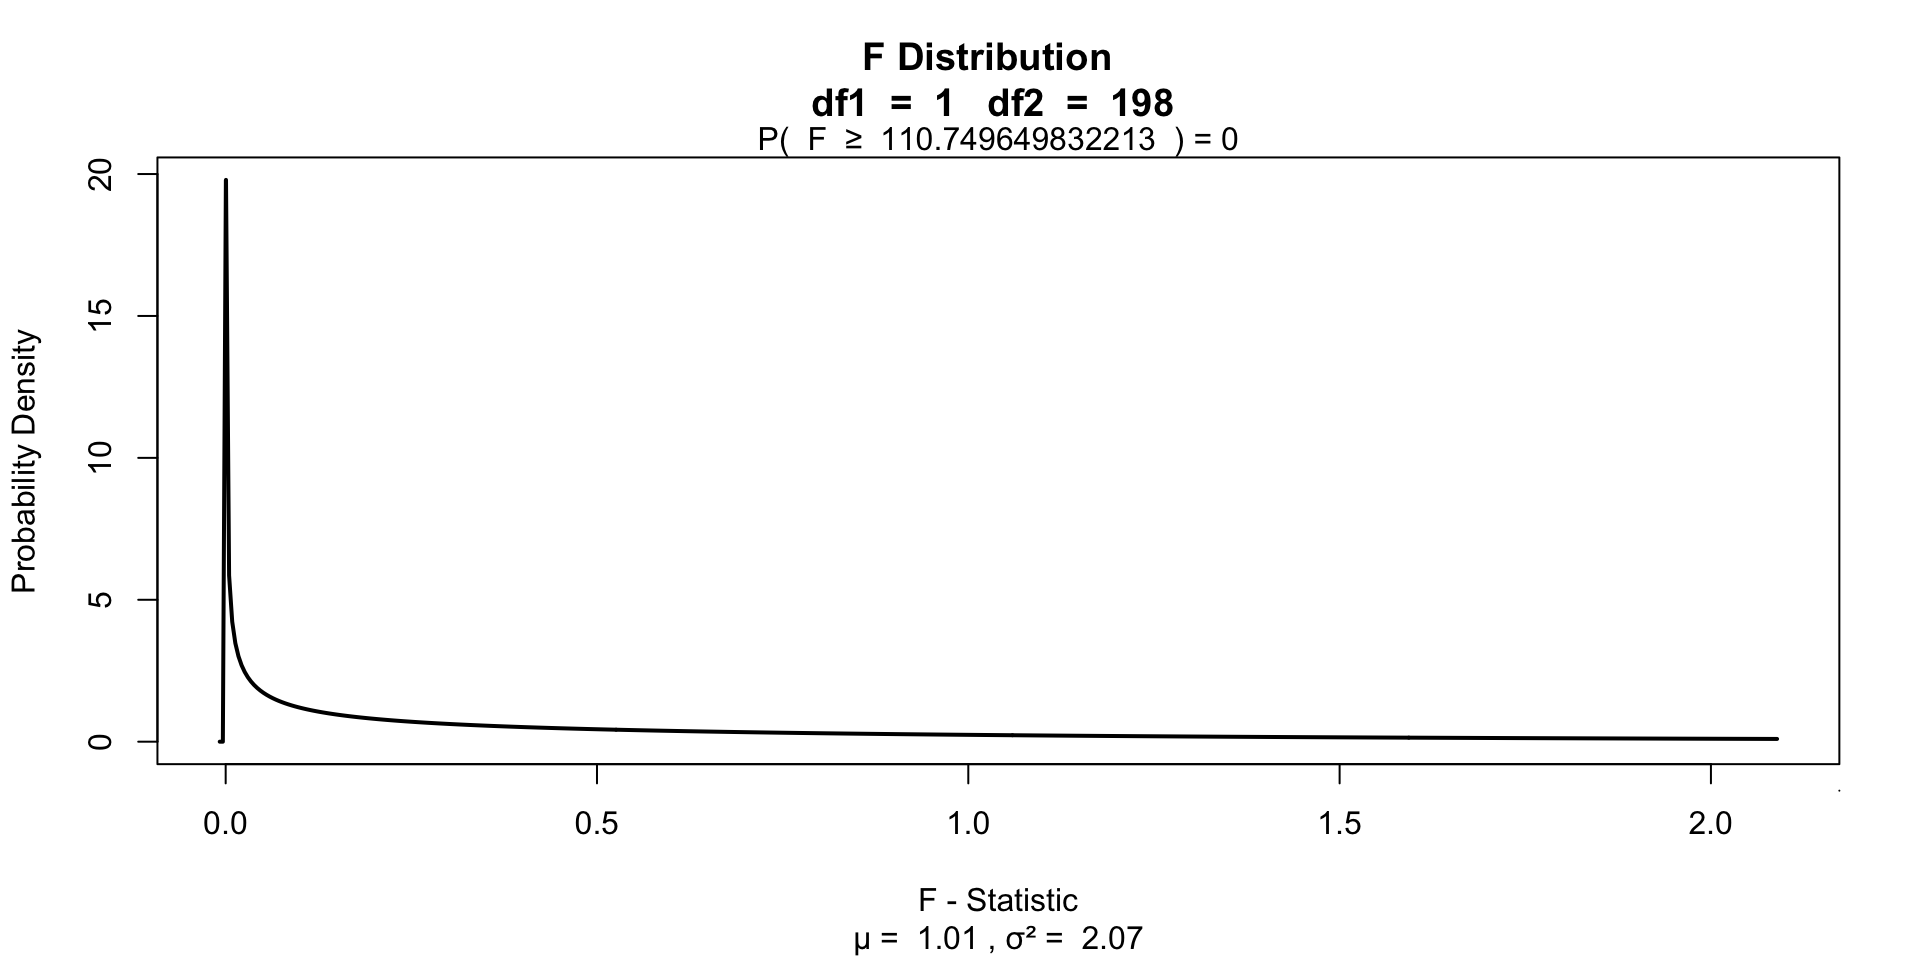 F Distribution
df1 = 1 df2 = 198
P( F ≥ 110.749649832213 ) = 0
Probability Density
20
15
10
5
0
0.0 0.5 1.0 1.5 2.0
F - Statistic
μ = 1.01 , σ² = 2.07